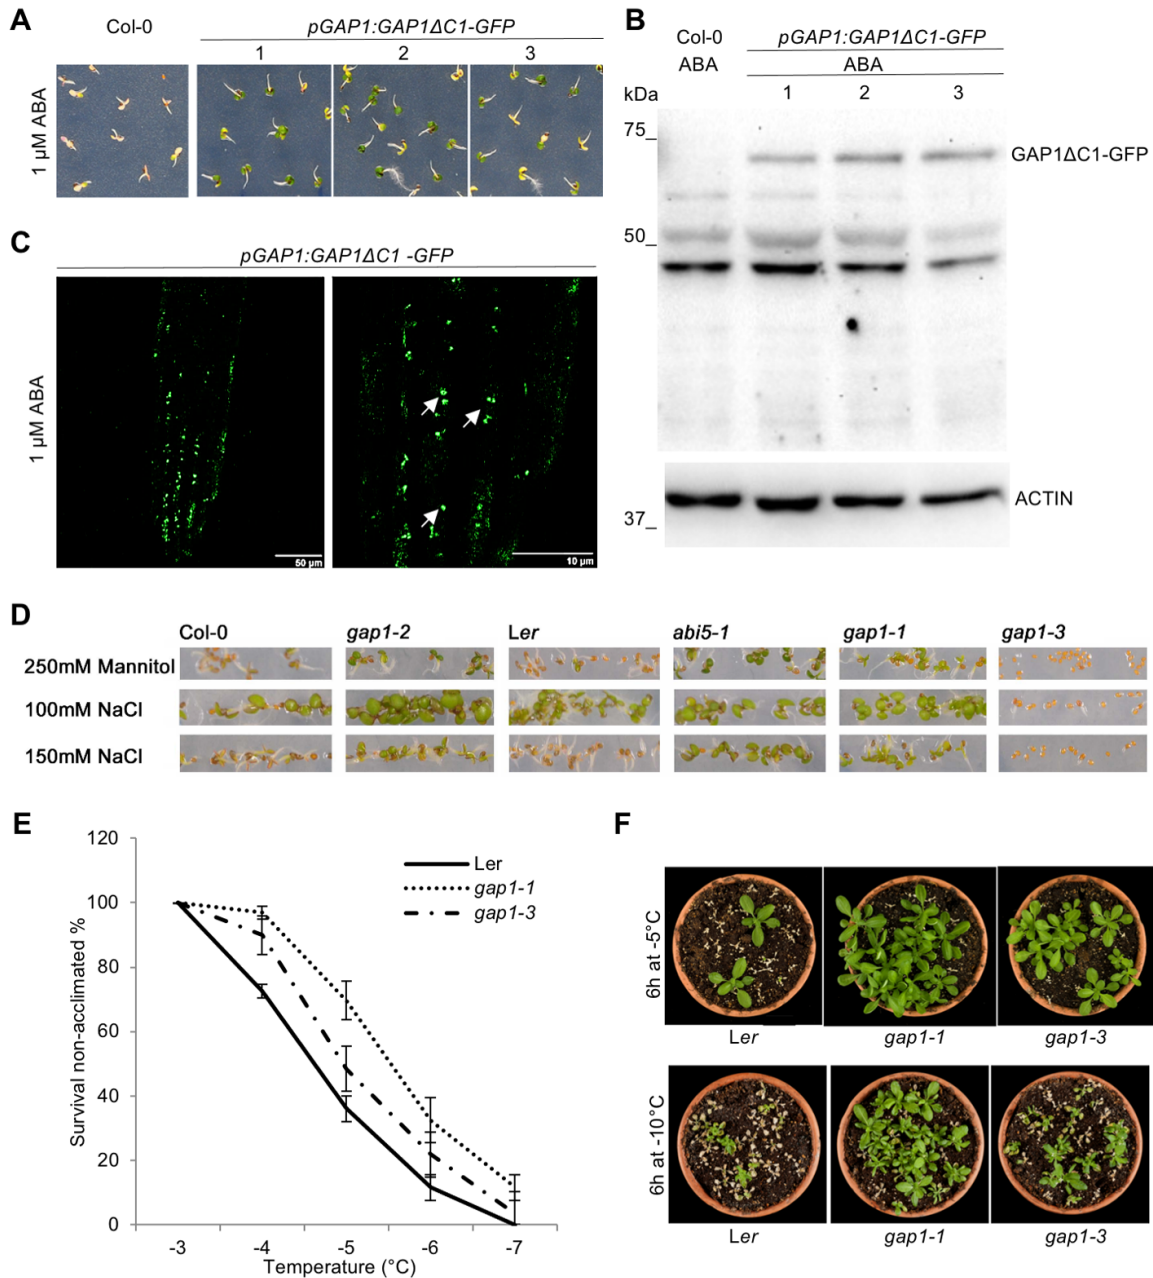 A
Col-0
pGAP1:GAP1ΔC1-GFP
1 2 3
1 μM ABA
B
Col-0
pGAP1:GAP1ΔC1-GFP
ABA
ABA
kDa
1 2 3
75_
GAP1ΔC1-GFP
50_
ACTIN
37_
C
pGAP1:GAP1ΔC1 -GFP
1 μM ABA
50 μm
10 μm
D
Col-0 gap1-2 Ler abi5-1 gap1-1 gap1-3
250mM Mannitol
100mM NaCl
150mM NaCl
E
Survival non-acclimated %
120
100
80
60
40
20
0
Ler
gap1-1
gap1-3
-3 -4 -5 -6 -7
Temperature (°C)
F
6h at -5°C
Ler gap1-1 gap1-3
6h at -10°C
Ler gap1-1 gap1-3